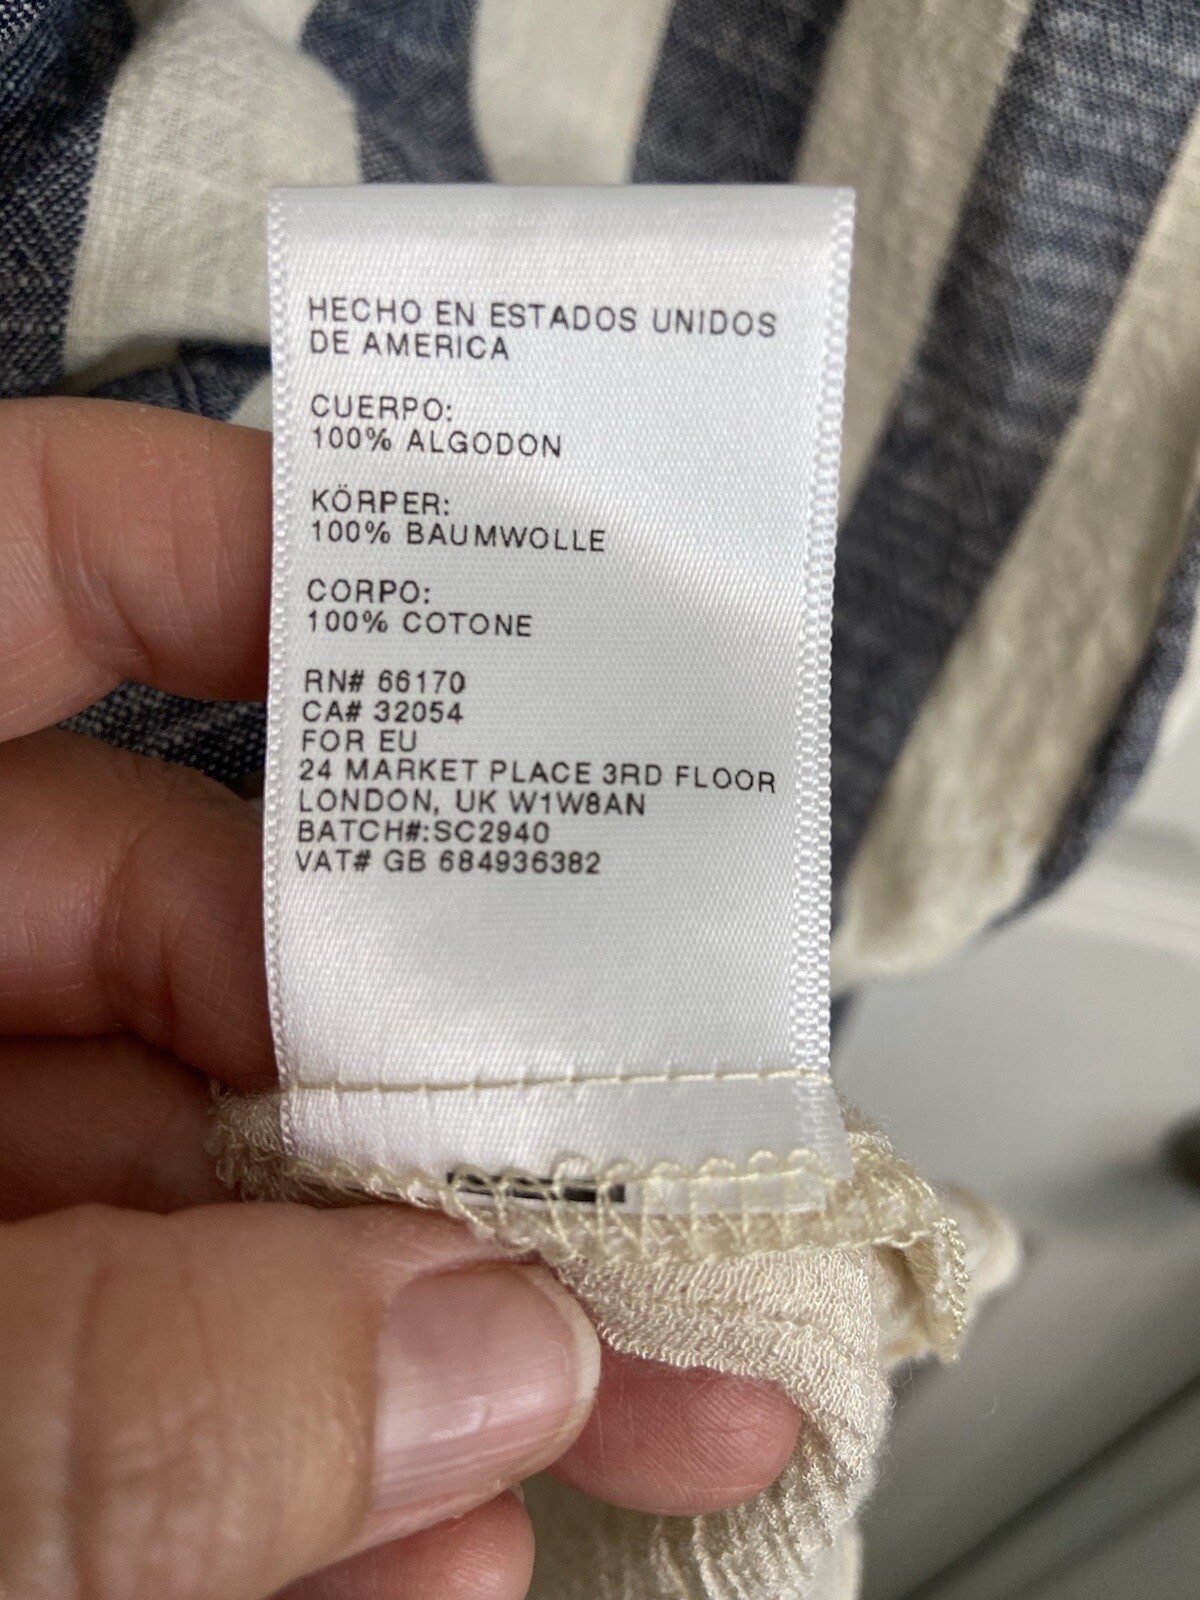 HECHO EN ESTADOS UNIDOS
DE AMERICA
CUERPO:
100% ALGODON
KÖRPER:
100% BAUMWOLLE
CORPO:
100% COTONE
RN# 66170
CA# 32054
FOR EU
24 MARKET PLACE 3RD FLOOR
LONDON, UK W1W8AN
BATCH#:SC2940
VAT# GB 684936382